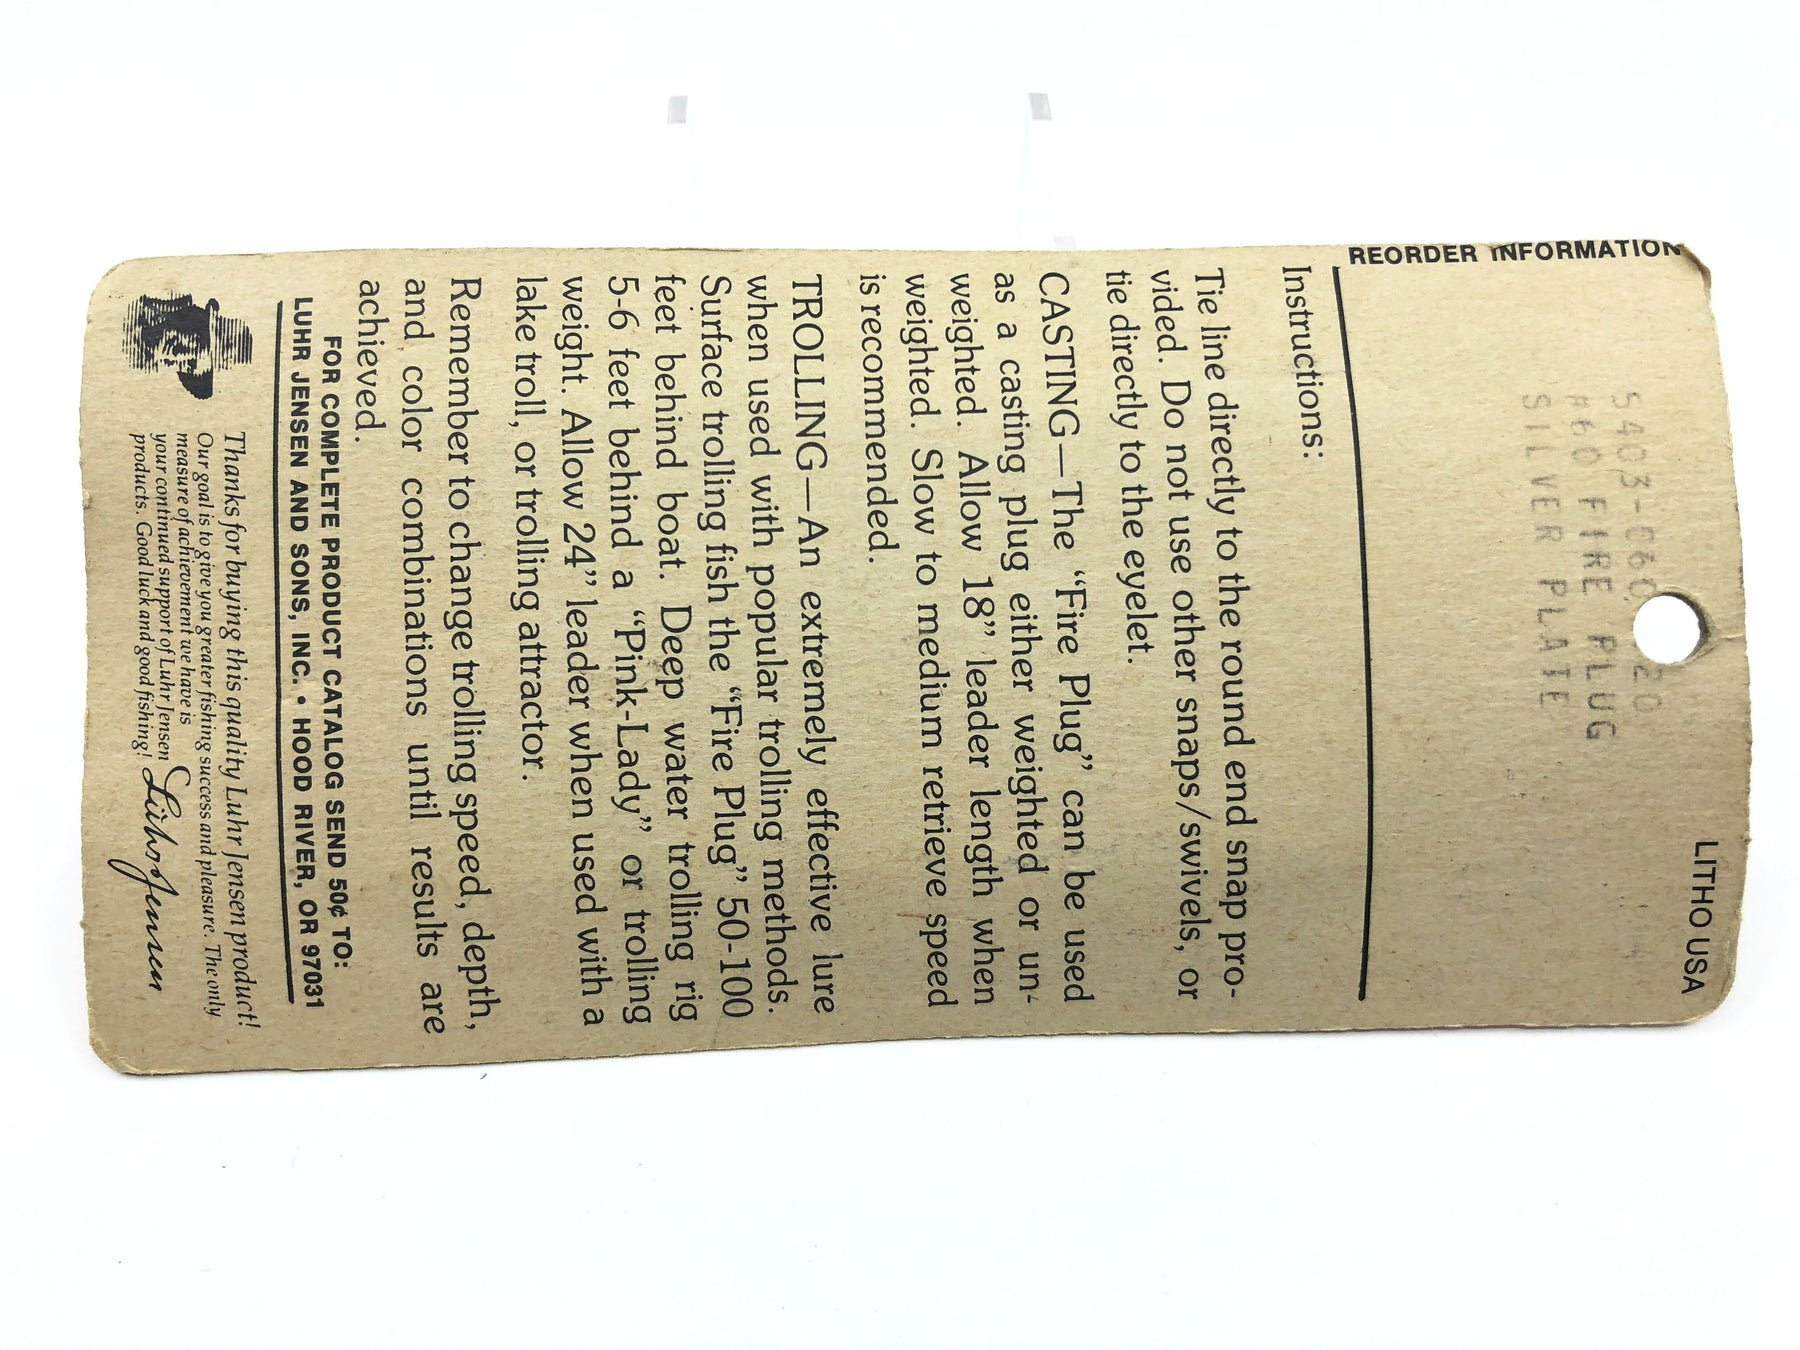 REORDER INFORMATION
LITHO USA
#60 FIRE PLUG
SILVER PLATE
Instructions:
Tie line directly to the round end snap pro-
vided. Do not use other snaps/swivels, or
tie directly to the eyelet.
CASTING—The “Fire Plug” can be used
as a casting plug either weighted or un-
weighted. Allow 18” leader length when
weighted. Slow to medium retrieve speed
is recommended.
TROLLING—An extremely effective lure
when used with popular trolling methods.
Surface trolling fish the “Fire Plug” 50-100
feet behind boat. Deep water trolling rig
5-6 feet behind a “Pink-Lady” or trolling
weight. Allow 24” leader when used with a
lake troll, or trolling attractor.
Remember to change trolling speed, depth,
and color combinations until results are
achieved.
FOR COMPLETE PRODUCT CATALOG SEND 50¢ TO:
LUHR JENSEN AND SONS, INC. • HOOD RIVER, OR 97031
Thanks for buying this quality Luhr Jensen product!
Our goal is to give you greater fishing success and pleasure. The only
measure of achievement we have is
your continued support of Luhr Jensen
products. Good luck and good fishing!
Luhr Jensen